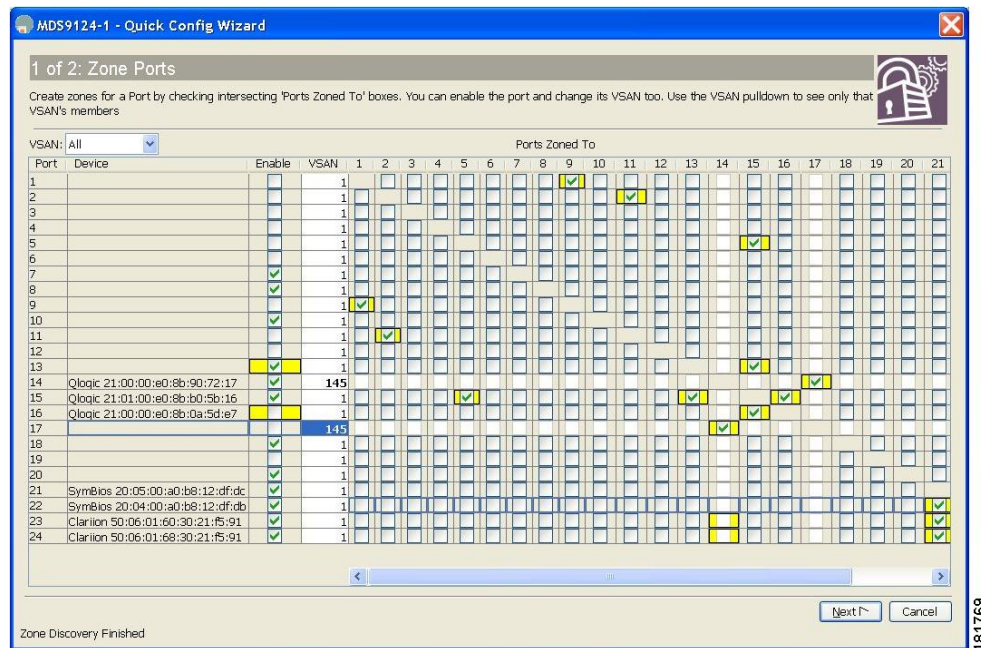 MDS9124-1 - Quick Config Wizard
1 of 2: Zone Ports
Create zones for a Port by checking intersecting 'Ports Zoned To' boxes. You can enable the port and change its VSAN too. Use the VSAN pulldown to see only that
VSAN's members
VSAN: All
Ports Zoned To
Port Device Enable VSAN 1 2 3 4 5 6 7 8 9 10 11 12 13 14 15 16 17 18 19 20 21
1 1
2 1
3 1
4 1
5 1
6 1
7 1
8 1
9 1
10 1
11 1
12 1
13 1
14 Qlogic 21:00:00:e0:8b:90:72:17 145
15 Qlogic 21:01:00:e0:8b:b0:5b:16 1
16 Qlogic 21:00:00:e0:8b:0a:5d:e7 1
17 145
18 1
19 1
20 1
21 SymBios 20:05:00:a0:b8:12:df:dc 1
22 SymBios 20:04:00:a0:b8:12:df:db 1
23 Clariion 50:06:01:60:30:21:f5:91 1
24 Clariion 50:06:01:68:30:21:f5:91 1
Next
Cancel
Zone Discovery Finished
181769